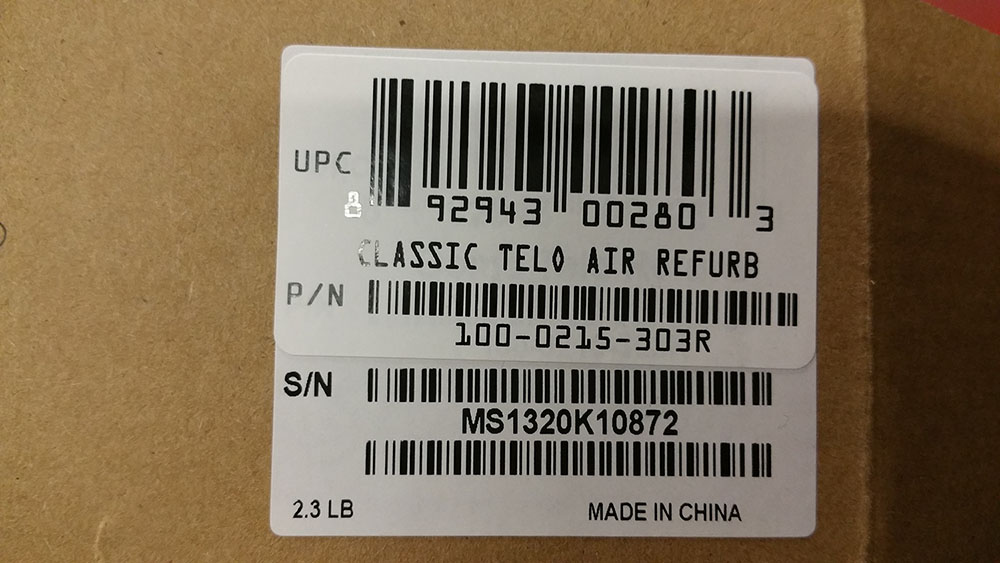 UPC
8 92943 00280 3
CLASSIC TELO AIR REFURB
P/N
100-0215-303R
S/N
MS1320K10872
2.3 LB MADE IN CHINA